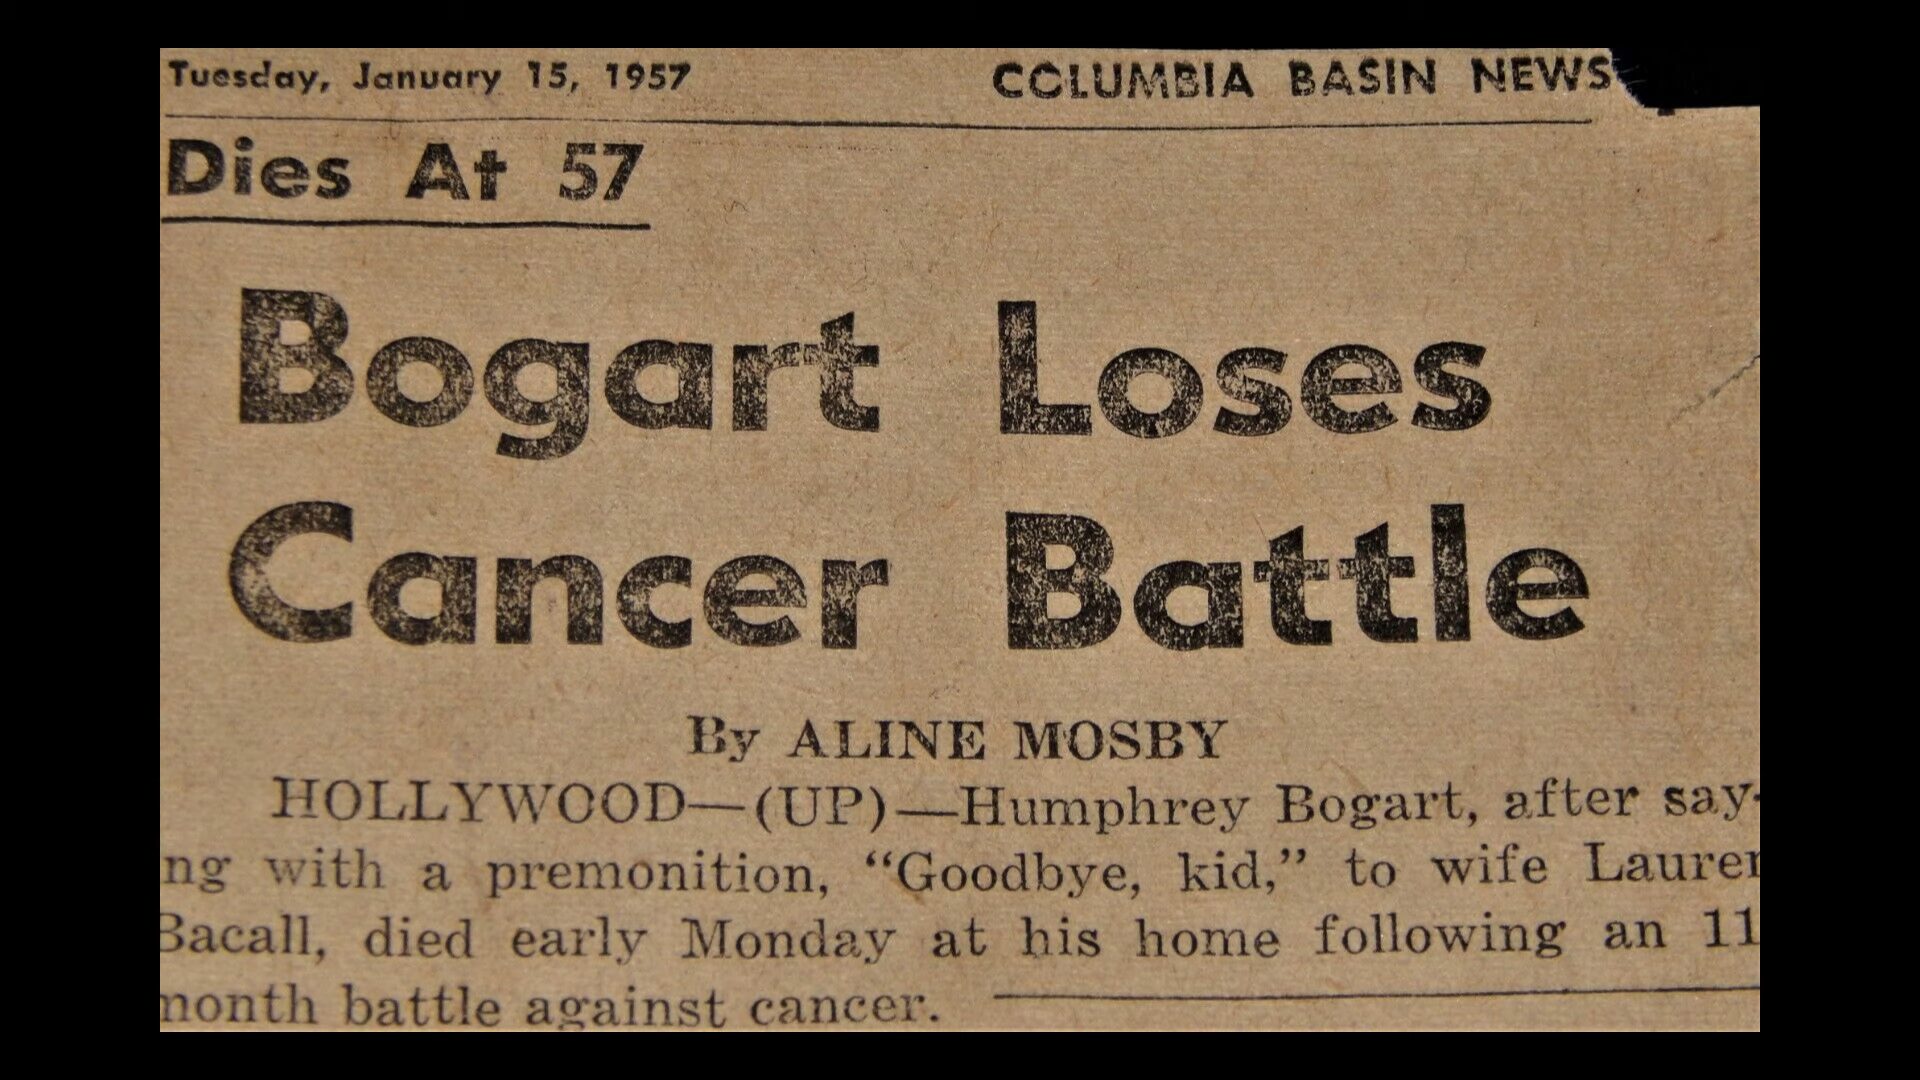 Tuesday, January 15, 1957 COLUMBIA BASIN NEWS
Dies At 57
Bogart Loses
Cancer Battle
By ALINE MOSBY
HOLLYWOOD—(UP)—Humphrey Bogart, after say-
ng with a premonition, “Goodbye, kid,” to wife Lauren
Bacall, died early Monday at his home following an 11
month battle against cancer.